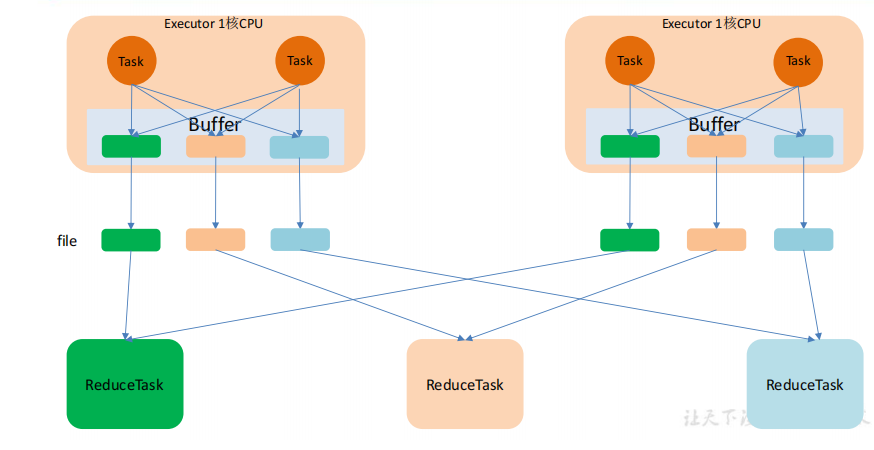 Executor 1核CPU
Executor 1核CPU
Task
Task
Task
Task
Buffer
Buffer
file
ReduceTask
ReduceTask
ReduceTask
让天下